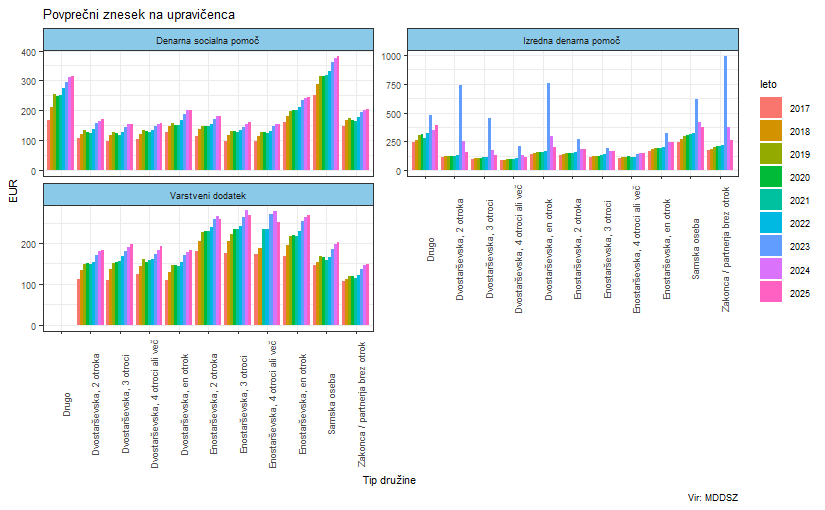 Povprečni znesek na upravičenca
Denarna socialna pomoč
Izredna denarna pomoč
400
300
200
100
0
1000
750
500
250
0
Varstveni dodatek
200
100
0
EUR
Drugo
Dvostarševska, 2 otroka
Dvostarševska, 3 otroci
Dvostarševska, 4 otroci ali več
Dvostarševska, en otrok
Enostarševska, 2 otroka
Enostarševska, 3 otroci
Enostarševska, 4 otroci ali več
Enostarševska, en otrok
Samska oseba
Zakonca / partnerja brez otrok
Drugo
Dvostarševska, 2 otroka
Dvostarševska, 3 otroci
Dvostarševska, 4 otroci ali več
Dvostarševska, en otrok
Enostarševska, 2 otroka
Enostarševska, 3 otroci
Enostarševska, 4 otroci ali več
Enostarševska, en otrok
Samska oseba
Zakonca / partnerja brez otrok
Tip družine
leto
2017
2018
2019
2020
2021
2022
2023
2024
2025
Vir: MDDSZ